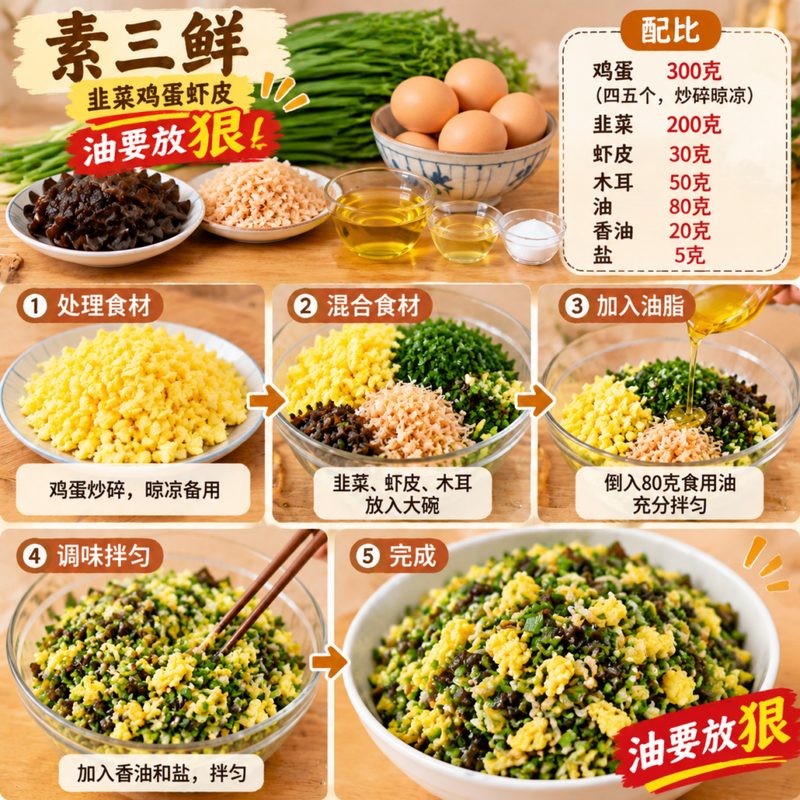 素三鲜
韭菜鸡蛋虾皮
油要放狠！
配比
鸡蛋 300克
（四五个，炒碎晾凉）
韭菜 200克
虾皮 30克
木耳 50克
油 80克
香油 20克
盐 5克
① 处理食材
鸡蛋炒碎，晾凉备用
② 混合食材
韭菜、虾皮、木耳
放入大碗
③ 加入油脂
倒入80克食用油
充分拌匀
④ 调味拌匀
加入香油和盐，拌匀
⑤ 完成
油要放狠